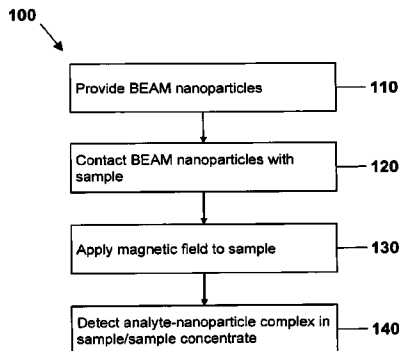 100
Provide BEAM nanoparticles
110
Contact BEAM nanoparticles with
sample
120
Apply magnetic field to sample
130
Detect analyte-nanoparticle complex in
sample/sample concentrate
140